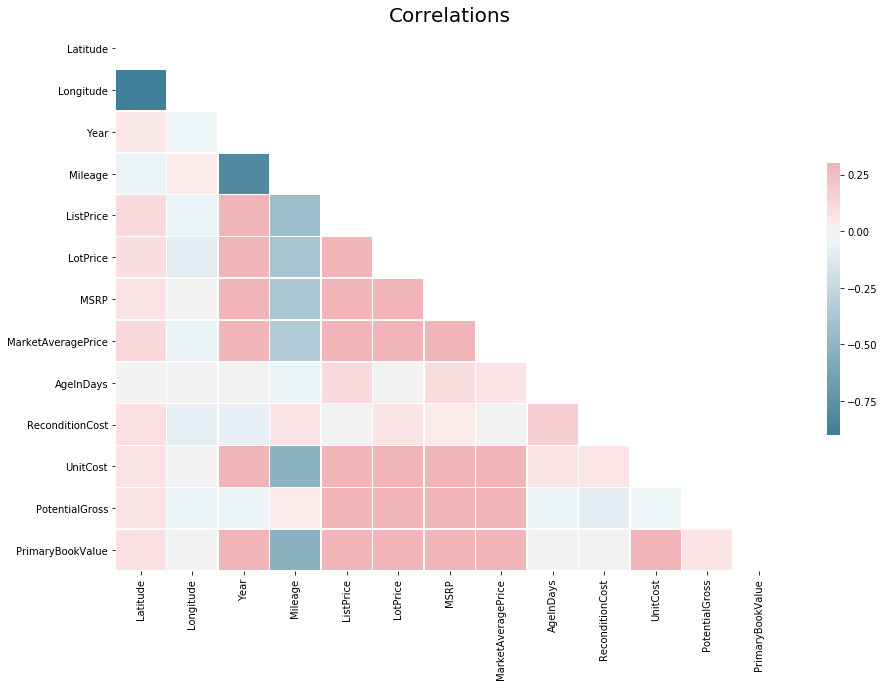 Correlations
Latitude
Longitude
Year
Mileage
ListPrice
LotPrice
MSRP
MarketAveragePrice
AgeInDays
ReconditionCost
UnitCost
PotentialGross
PrimaryBookValue
0.25
0.00
−0.25
−0.50
−0.75
Latitude
Longitude
Year
Mileage
ListPrice
LotPrice
MSRP
MarketAveragePrice
AgeInDays
ReconditionCost
UnitCost
PotentialGross
PrimaryBookValue